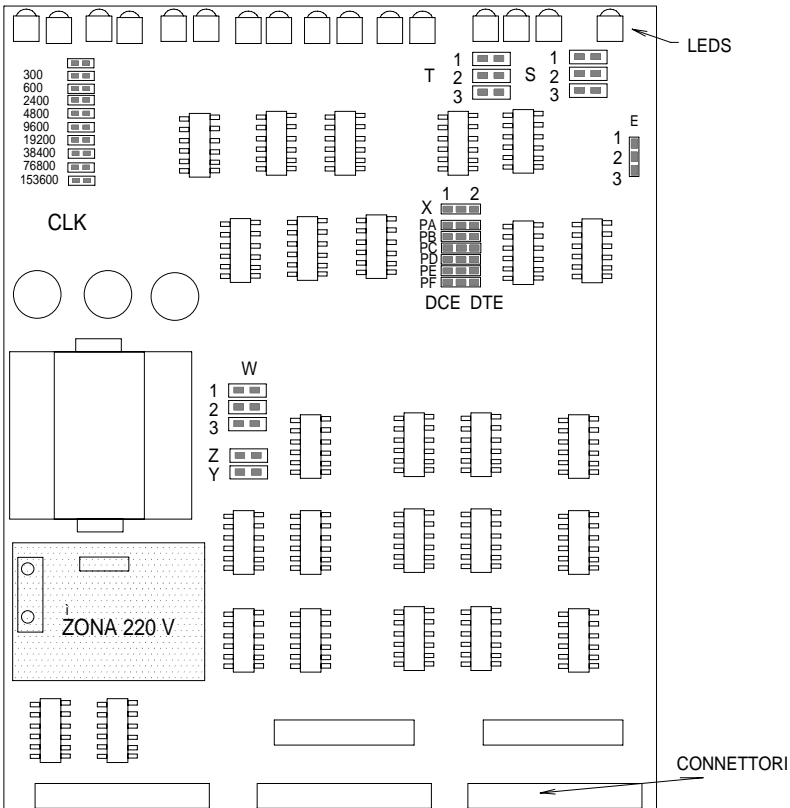 LEDS
T
1
2
3
S
1
2
3
E
1
2
3
300
600
2400
4800
9600
19200
38400
76800
153600
CLK
1 2
X
PA
PB
PC
PD
PE
PF
DCE DTE
W
1
2
3
Z
Y
ì
ZONA 220 V
CONNETTORI